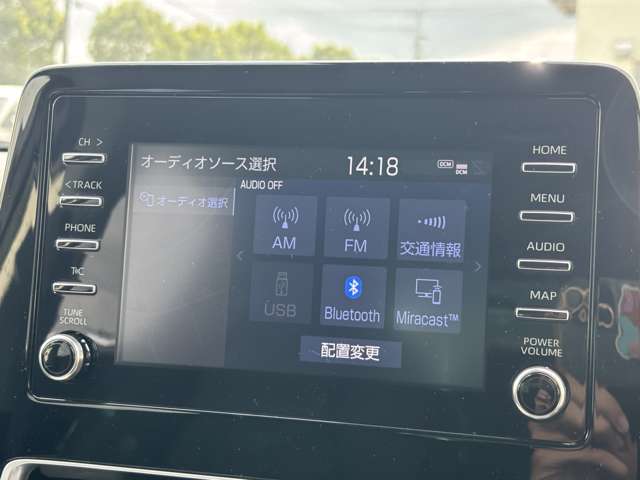 CH >
< TRACK
PHONE
T・C
TUNE
SCROLL
オーディオソース選択
14:18
DCM
DCM
オーディオ選択
AUDIO OFF
AM
FM
交通情報
USB
Bluetooth
Miracast™
配置変更
HOME
MENU
AUDIO
MAP
POWER
VOLUME